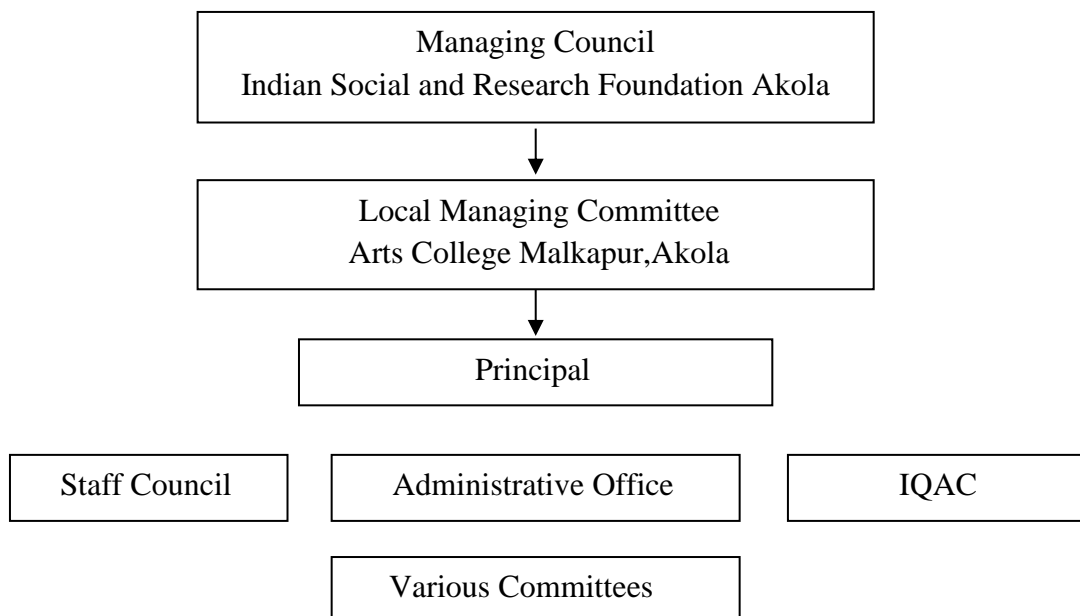 Managing Council
Indian Social and Research Foundation Akola
Local Managing Committee
Arts College Malkapur,Akola
Principal
Staff Council
Administrative Office
IQAC
Various Committees